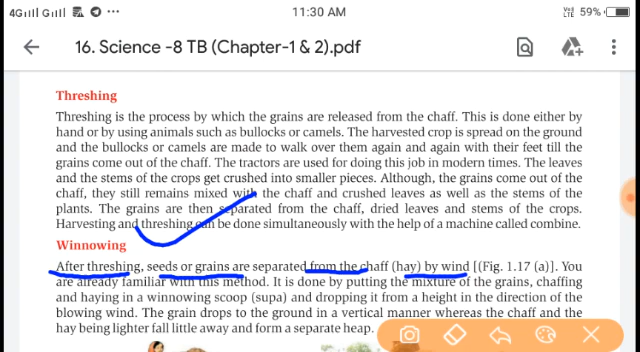 4G 11:30 AM VoI LTE 59%
16. Science -8 TB (Chapter-1 & 2).pdf
Threshing
Threshing is the process by which the grains are released from the chaff. This is done either by
hand or by using animals such as bullocks or camels. The harvested crop is spread on the ground
and the bullocks or camels are made to walk over them again and again with their feet till the
grains come out of the chaff. The tractors are used for doing this job in modern times. The leaves
and the stems of the crops get crushed into smaller pieces. Although, the grains come out of the
chaff, they still remains mixed with the chaff and crushed leaves as well as the stems of the
plants. The grains are then separated from the chaff, dried leaves and stems of the crops.
Harvesting and threshing can be done simultaneously with the help of a machine called combine.
Winnowing
After threshing, seeds or grains are separated from the chaff (hay) by wind [(Fig. 1.17 (a)]. You
are already familiar with this method. It is done by putting the mixture of the grains, chaffing
and haying in a winnowing scoop (supa) and dropping it from a height in the direction of the
blowing wind. The grain drops to the ground in a vertical manner whereas the chaff and the
hay being lighter fall little away and form a separate heap.